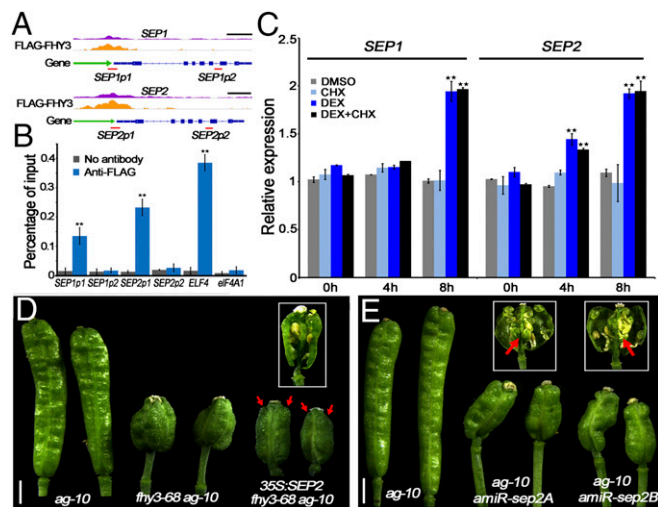 A
SEP1
FLAG-FHY3
Gene
SEP1p1 SEP1p2
SEP2
FLAG-FHY3
Gene
SEP2p1 SEP2p2
B
Percentage of input
0.4
0.3
0.2
0.1
0
No antibody
Anti-FLAG
** ** **
SEP1p1 SEP1p2 SEP2p1 SEP2p2 ELF4 eIF4A1
C
SEP1 SEP2
Relative expression
2.5
2
1.5
1
0.5
0
DMSO
CHX
DEX
DEX+CHX
** ** ** ** ** **
0h 4h 8h 0h 4h 8h
D
ag-10 fhy3-68 ag-10 35S:SEP2
fhy3-68 ag-10
E
ag-10 ag-10
amiR-sep2A ag-10
amiR-sep2B